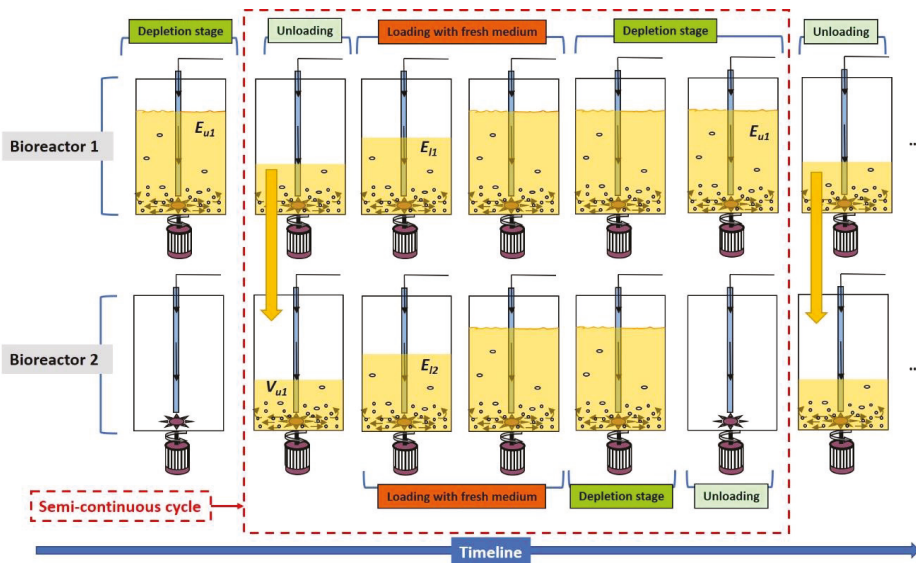 Depletion stage
Unloading
Loading with fresh medium
Depletion stage
Unloading
Bioreactor 1
Eu1
El1
Eu1
...
Bioreactor 2
Vu1
El2
...
Loading with fresh medium
Depletion stage
Unloading
Semi-continuous cycle
Timeline